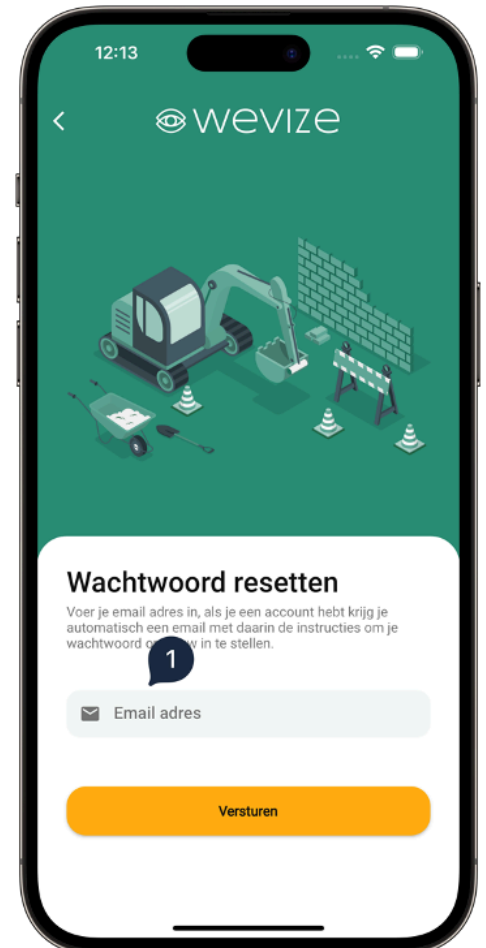 12:13
wevize
Wachtwoord resetten
Voer je email adres in, als je een account hebt krijg je
automatisch een email met daarin de instructies om je
wachtwoord in te stellen.
1
Email adres
Versturen